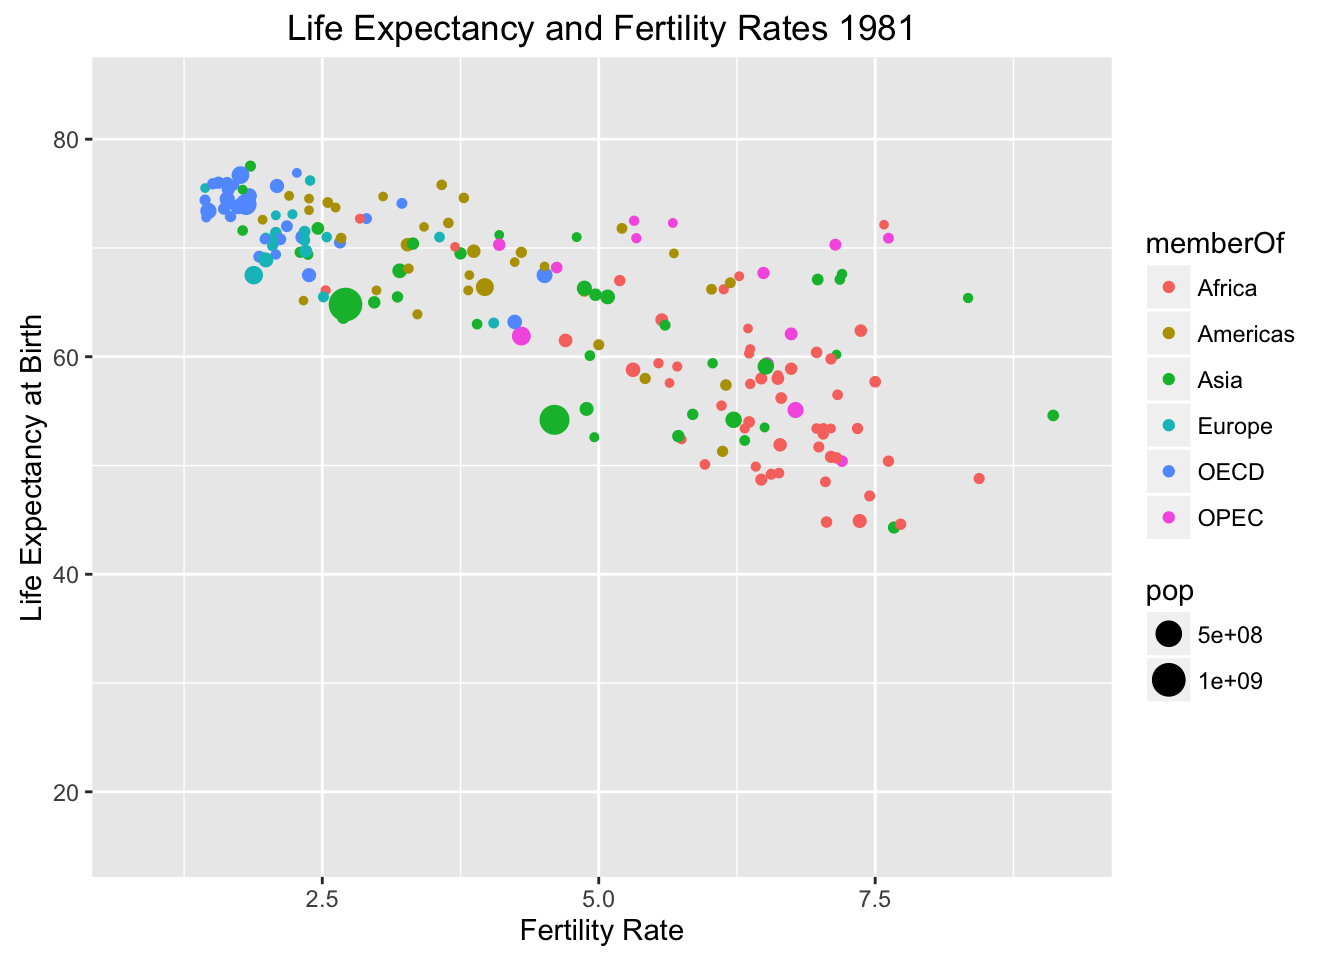 Life Expectancy and Fertility Rates 1981
Life Expectancy at Birth
80
60
40
20
2.5
5.0
7.5
Fertility Rate
memberOf
Africa
Americas
Asia
Europe
OECD
OPEC
pop
5e+08
1e+09